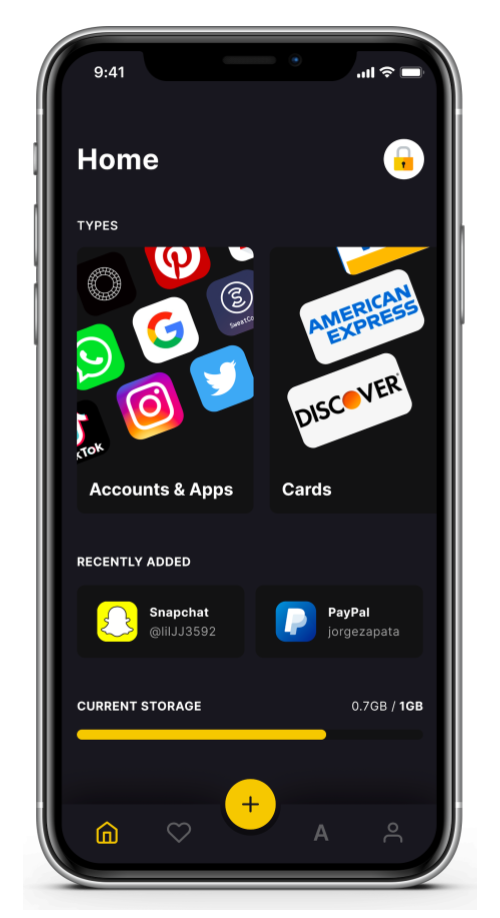 9:41
Home
TYPES
SweatCo
AMERICAN
EXPRESS
DISCOVER
kTok
Accounts & Apps
Cards
RECENTLY ADDED
Snapchat
@lilJJ3592
PayPal
jorgezapata
CURRENT STORAGE
0.7GB / 1GB
A